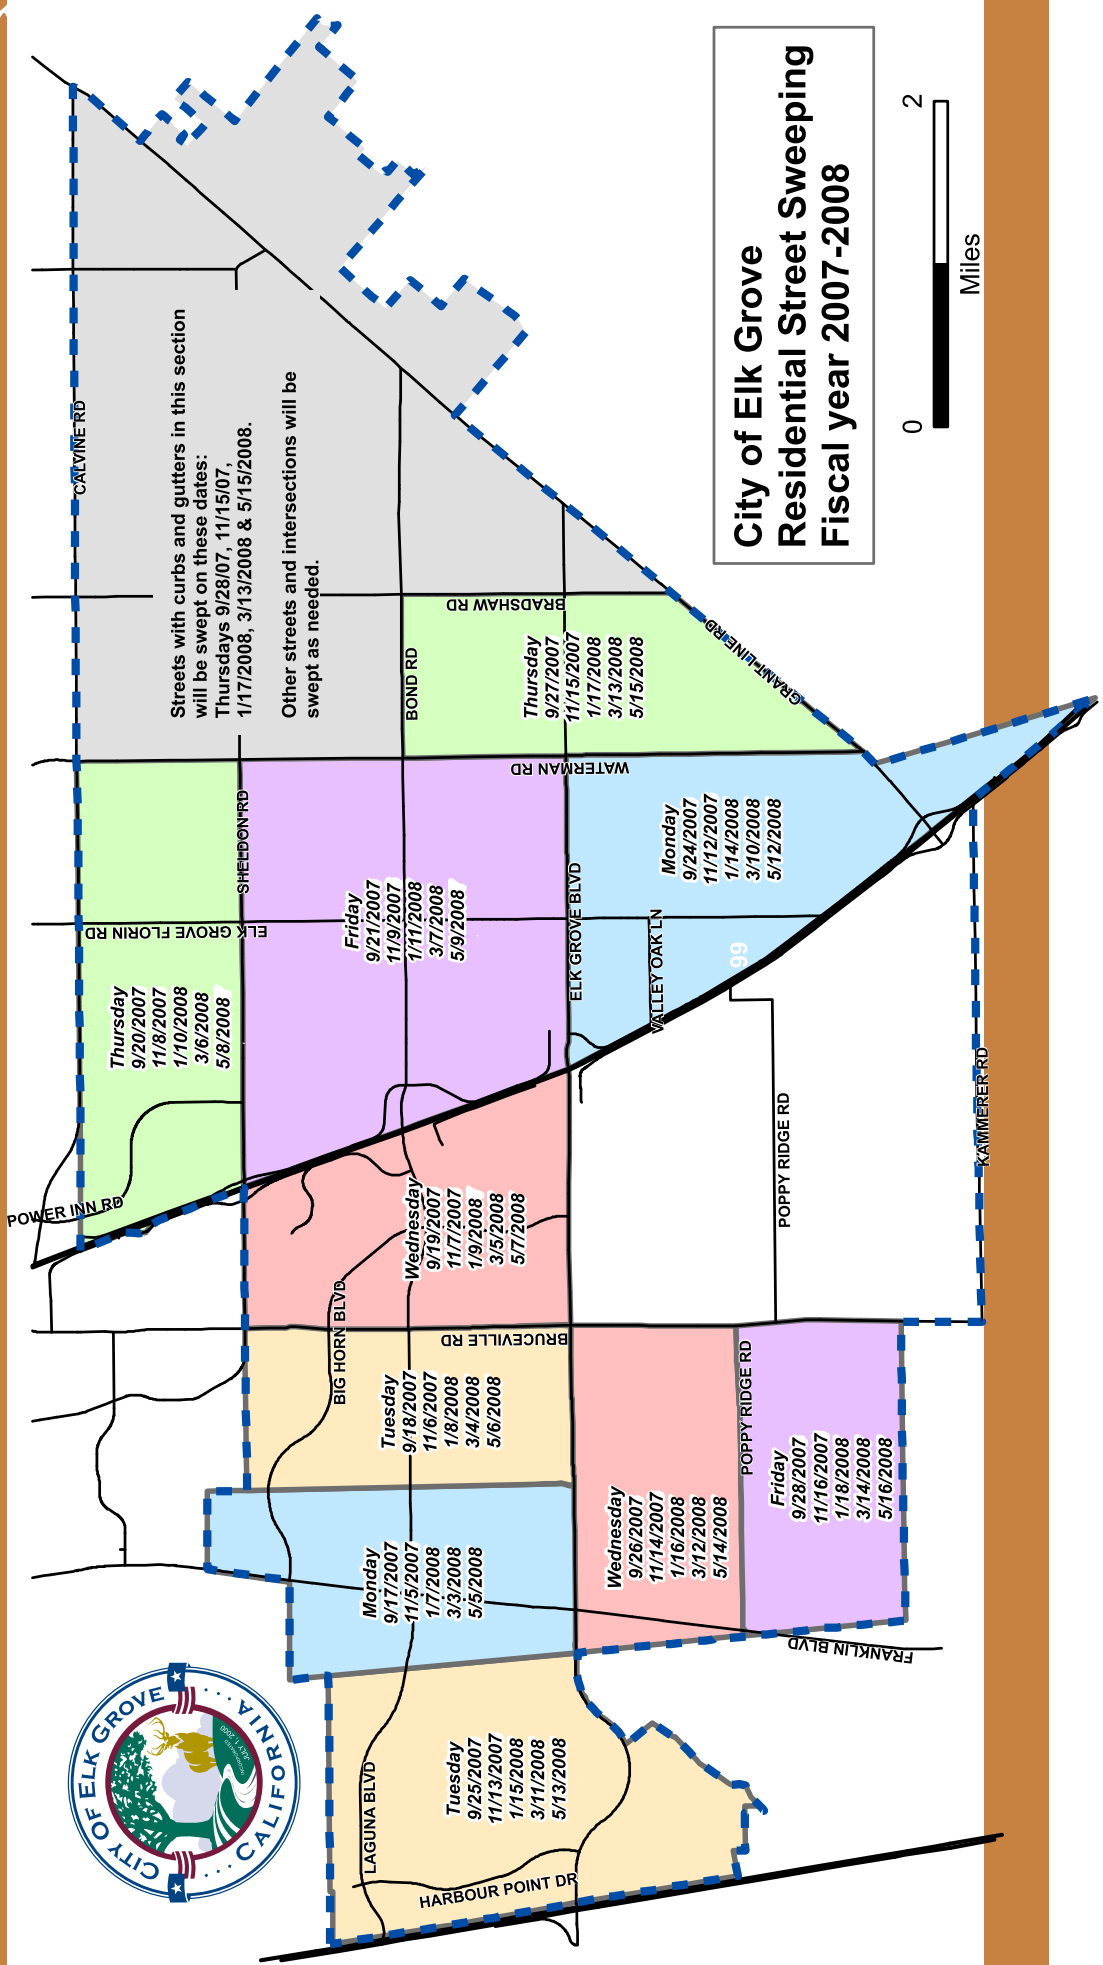 City of Elk Grove
Residential Street Sweeping
Fiscal year 2007-2008
0
2
Miles
CITY OF ELK GROVE
CALIFORNIA
INCORPORATED
JULY 1, 2000
Streets with curbs and gutters in this section
will be swept on these dates:
Thursdays 9/28/07, 11/15/07,
1/17/2008, 3/13/2008 & 5/15/2008.
Other streets and intersections will be
swept as needed.
CALVINE RD
POWER INN RD
SHELDON RD
ELK GROVE FLORIN RD
Thursday
9/20/2007
11/8/2007
1/10/2008
3/6/2008
5/8/2008
Friday
9/21/2007
11/9/2007
1/11/2008
3/7/2008
5/9/2008
BOND RD
BRADSHAW RD
Thursday
9/27/2007
11/15/2007
1/17/2008
3/13/2008
5/15/2008
GRANT LINE RD
WATERMAN RD
Monday
9/24/2007
11/12/2007
1/14/2008
3/10/2008
5/12/2008
ELK GROVE BLVD
VALLEY OAK LN
99
POPPY RIDGE RD
KAMMERER RD
Wednesday
9/19/2007
11/7/2007
1/9/2008
3/5/2008
5/7/2008
BIG HORN BLVD
BRUCEVILLE RD
Tuesday
9/18/2007
11/6/2007
1/8/2008
3/4/2008
5/6/2008
Monday
9/17/2007
11/5/2007
1/7/2008
3/3/2008
5/5/2008
Wednesday
9/26/2007
11/14/2007
1/16/2008
3/12/2008
5/14/2008
POPPY RIDGE RD
Friday
9/28/2007
11/16/2007
1/18/2008
3/14/2008
5/16/2008
FRANKLIN BLVD
LAGUNA BLVD
Tuesday
9/25/2007
11/13/2007
1/15/2008
3/11/2008
5/13/2008
HARBOUR POINT DR